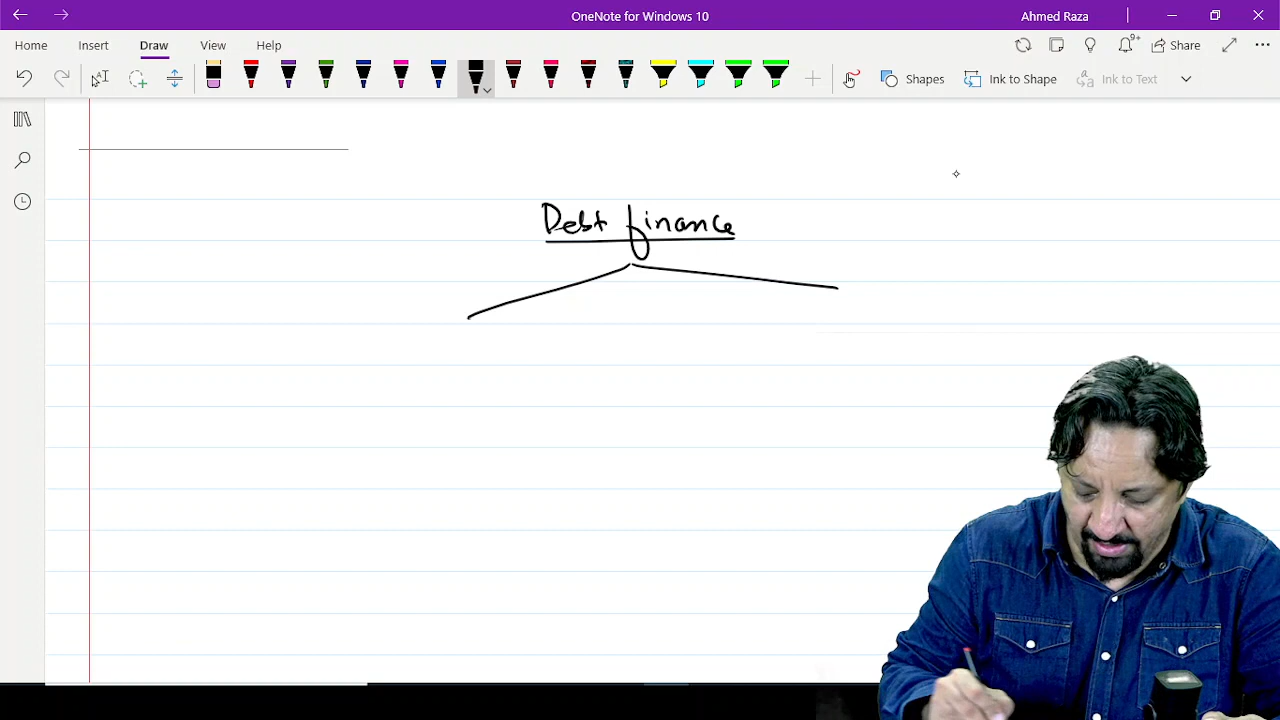 OneNote for Windows 10
Ahmed Raza
Home Insert Draw View Help
9+ Share
Shapes Ink to Shape Ink to Text
Debt finance